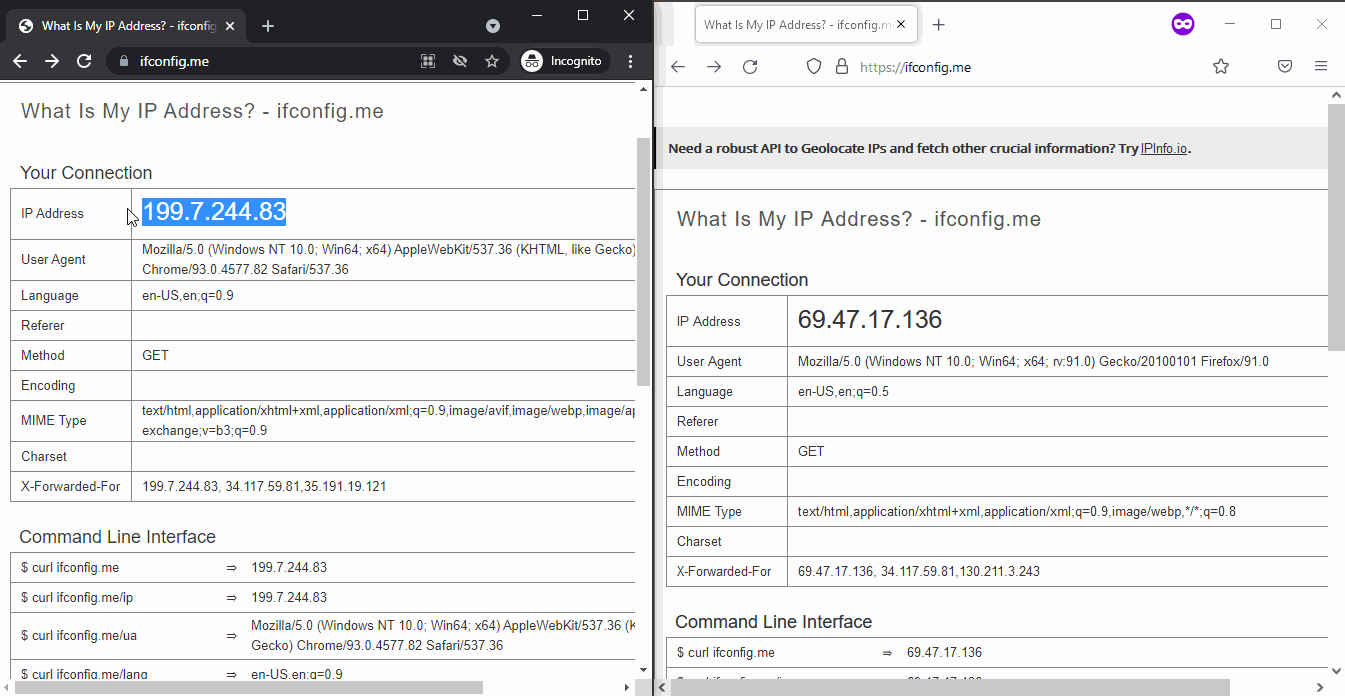 What Is My IP Address? - ifconfig
ifconfig.me
Incognito
What Is My IP Address? - ifconfig.me
Your Connection
IP Address 199.7.244.83
User Agent Mozilla/5.0 (Windows NT 10.0; Win64; x64) AppleWebKit/537.36 (KHTML, like Gecko)
Chrome/93.0.4577.82 Safari/537.36
Language en-US,en;q=0.9
Referer
Method GET
Encoding
MIME Type text/html,application/xhtml+xml,application/xml;q=0.9,image/avif,image/webp,image/ap
exchange;v=b3;q=0.9
Charset
X-Forwarded-For 199.7.244.83, 34.117.59.81,35.191.19.121
Command Line Interface
$ curl ifconfig.me ⇒ 199.7.244.83
$ curl ifconfig.me/ip ⇒ 199.7.244.83
$ curl ifconfig.me/ua ⇒ Mozilla/5.0 (Windows NT 10.0; Win64; x64) AppleWebKit/537.36 (K
Gecko) Chrome/93.0.4577.82 Safari/537.36
$ curl ifconfig.me/lang ⇒ en-US,en;q=0.9
What Is My IP Address? - ifconfig.m
https://ifconfig.me
Need a robust API to Geolocate IPs and fetch other crucial information? Try IPInfo.io.
What Is My IP Address? - ifconfig.me
Your Connection
IP Address 69.47.17.136
User Agent Mozilla/5.0 (Windows NT 10.0; Win64; x64; rv:91.0) Gecko/20100101 Firefox/91.0
Language en-US,en;q=0.5
Referer
Method GET
Encoding
MIME Type text/html,application/xhtml+xml,application/xml;q=0.9,image/webp,*/*;q=0.8
Charset
X-Forwarded-For 69.47.17.136, 34.117.59.81,130.211.3.243
Command Line Interface
$ curl ifconfig.me ⇒ 69.47.17.136